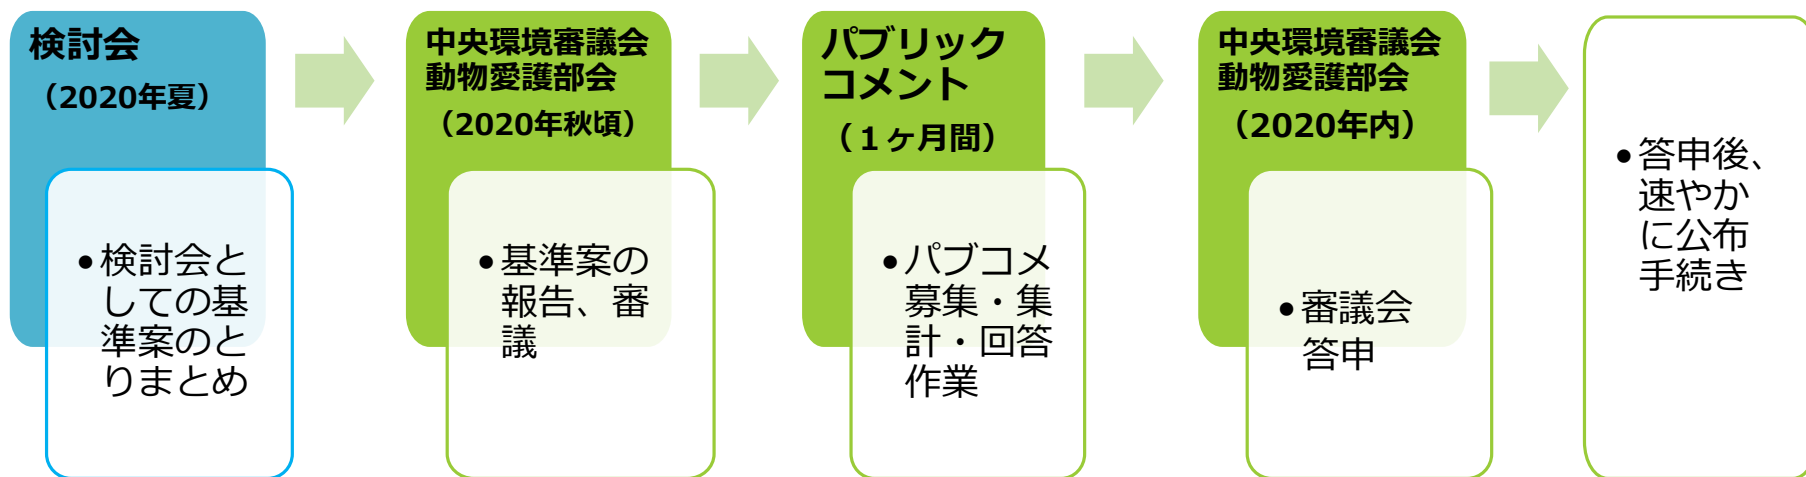 検討会
（2020年夏）
•検討会と
しての基
準案のと
りまとめ
中央環境審議会
動物愛護部会
（2020年秋頃）
•基準案の
報告、審
議
パブリック
コメント
（１ヶ月間）
•パブコメ
募集・集
計・回答
作業
中央環境審議会
動物愛護部会
（2020年内）
•審議会
答申
•答申後、
速やか
に公布
手続き